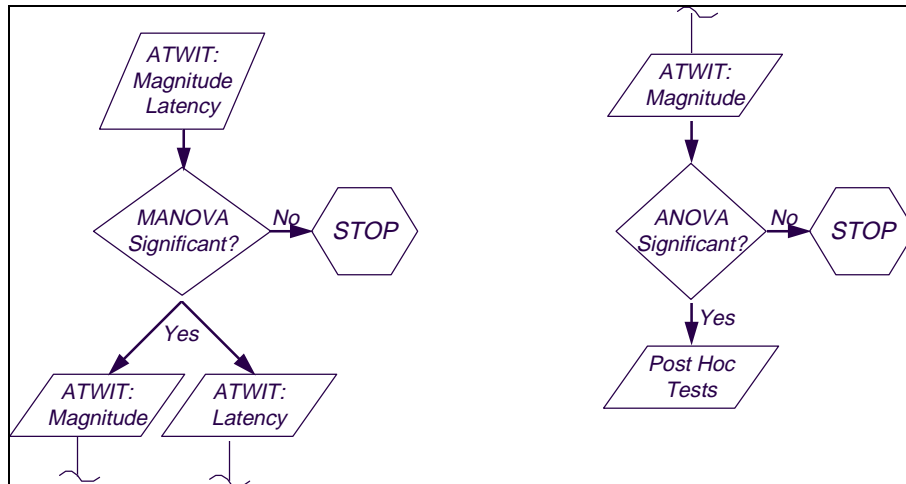 ATWIT:
Magnitude
Latency
MANOVA
Significant?
No
STOP
Yes
ATWIT:
Magnitude
ATWIT:
Latency
ATWIT:
Magnitude
ANOVA
Significant?
No
STOP
Yes
Post Hoc
Tests